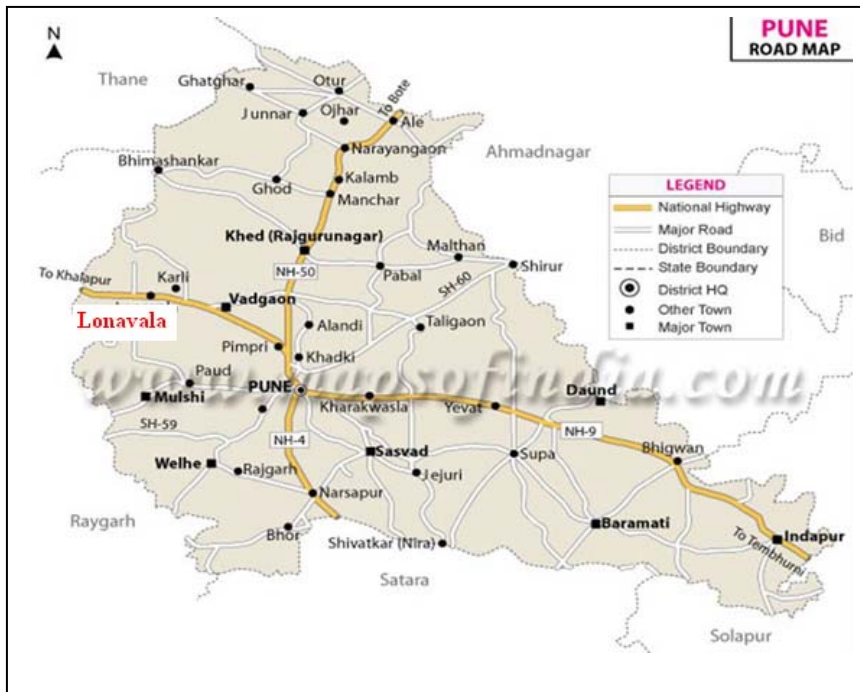 N
PUNE
ROAD MAP
Thane
Ghatghar
Otur
To Bote
Junnar
Ojhar
Ale
Narayangaon
Ahmadnagar
Bhimashankar
Ghod
Kalamb
Manchar
LEGEND
National Highway
Major Road
District Boundary
State Boundary
District HQ
Other Town
Major Town
Bid
Khed (Rajgurunagar)
Malthan
To Khalapur
Karli
NH-50
Pabal
Shirur
SH-60
Vadgaon
Lonavala
Alandi
Taligaon
Pimpri
Khadki
Paud
PUNE
www.mapsofindia.com
Mulshi
Kharakwasla
Yevat
Daund
SH-59
NH-4
NH-9
Sasvad
Bhigwan
Welhe
Rajgarh
Jejuri
Supa
Narsapur
Raygarh
Bhor
Shivatkar (Nira)
Baramati
Indapur
To Tembhurni
Satara
Solapur